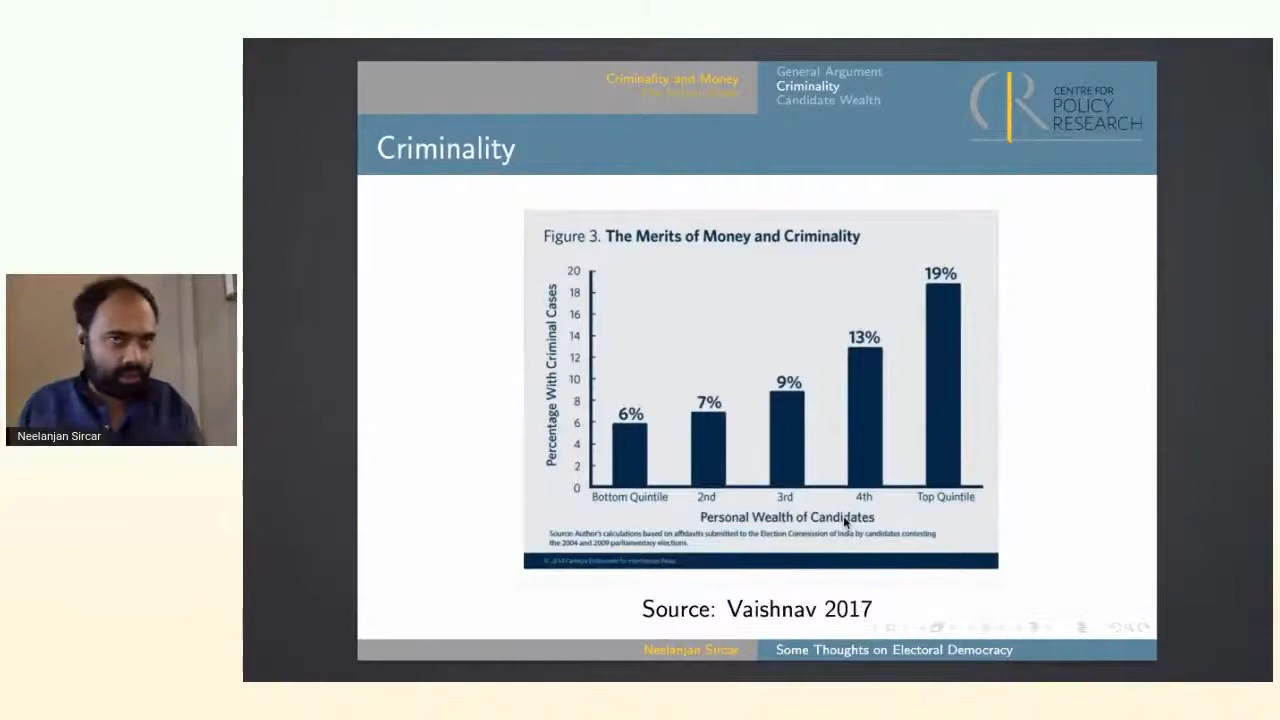 Criminality and Money
General Argument
Criminality
Candidate Wealth
CENTRE FOR
POLICY
RESEARCH
Criminality
Figure 3. The Merits of Money and Criminality
Percentage With Criminal Cases
20
18
16
14
12
10
8
6
4
2
0
6%
7%
9%
13%
19%
Bottom Quintile
2nd
3rd
4th
Top Quintile
Personal Wealth of Candidates
Source: Author's calculations based on affidavits submitted to the Election Commission of India by candidates contesting
the 2004 and 2009 parliamentary elections.
Source: Vaishnav 2017
Neelanjan Sircar
Some Thoughts on Electoral Democracy
Neelanjan Sircar